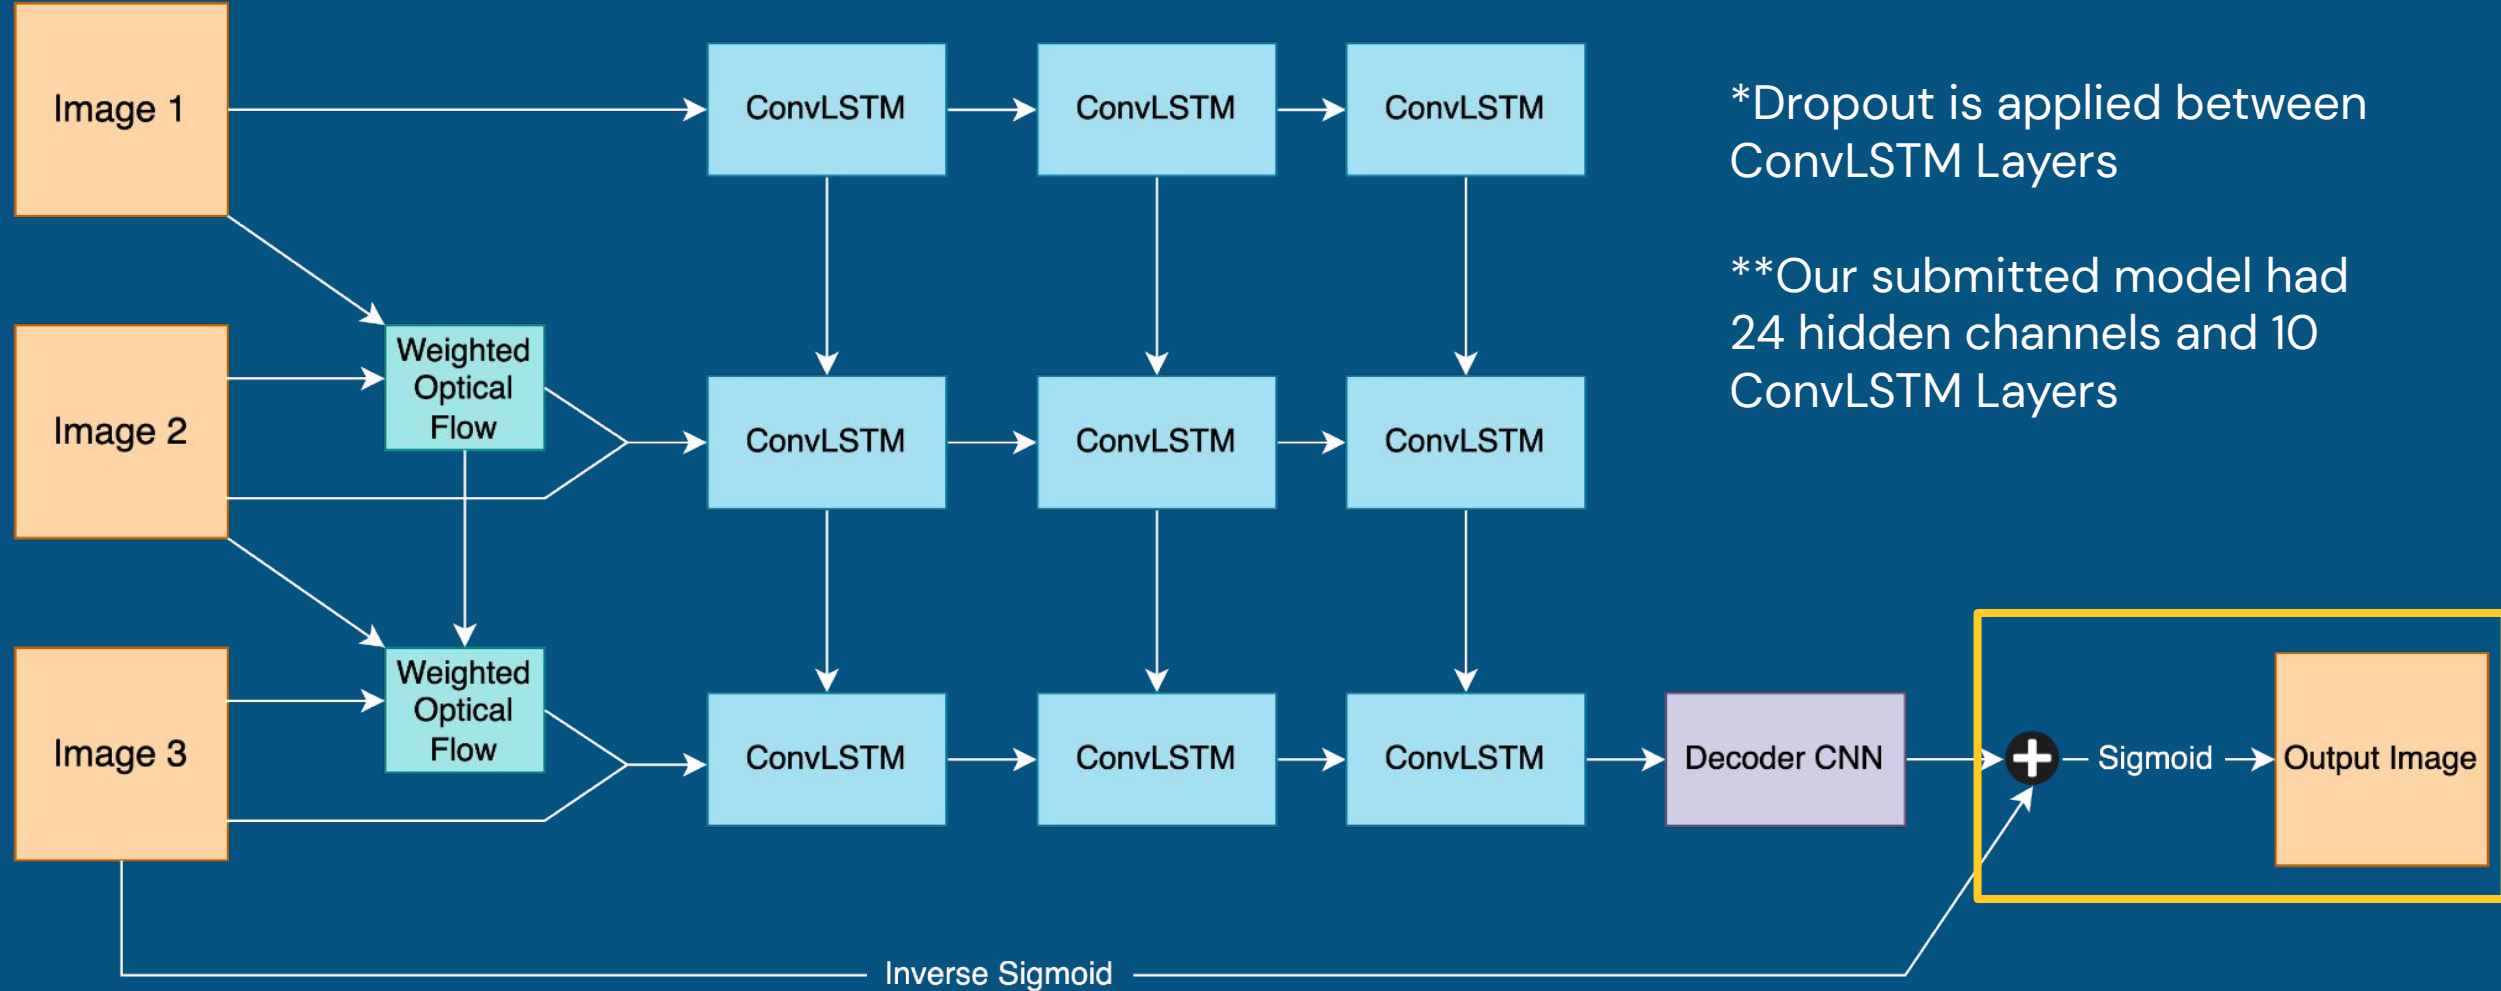 Image 1
ConvLSTM
ConvLSTM
ConvLSTM
*Dropout is applied between
ConvLSTM Layers
**Our submitted model had
24 hidden channels and 10
ConvLSTM Layers
Image 2
Weighted
Optical
Flow
ConvLSTM
ConvLSTM
ConvLSTM
Image 3
Weighted
Optical
Flow
ConvLSTM
ConvLSTM
ConvLSTM
Decoder CNN
Sigmoid
Output Image
Inverse Sigmoid